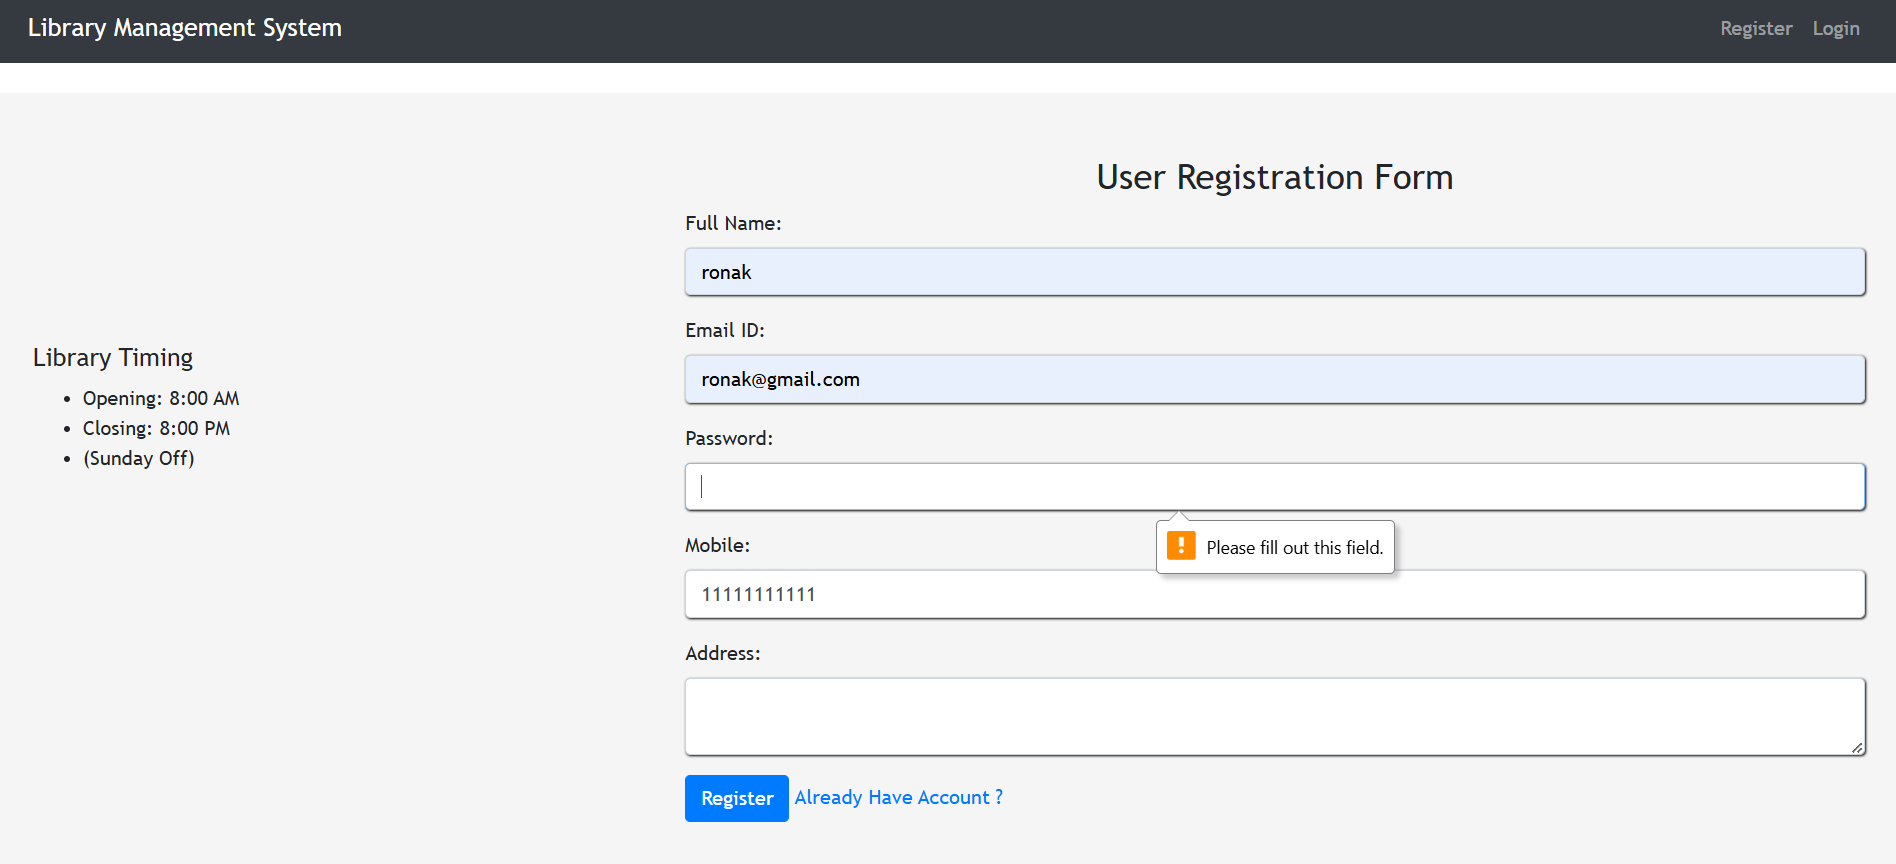 Library Management System
Register Login
User Registration Form
Full Name:
ronak
Email ID:
ronak@gmail.com
Library Timing
• Opening: 8:00 AM
• Closing: 8:00 PM
• (Sunday Off)
Password:
Please fill out this field.
Mobile:
11111111111
Address:
Register Already Have Account ?